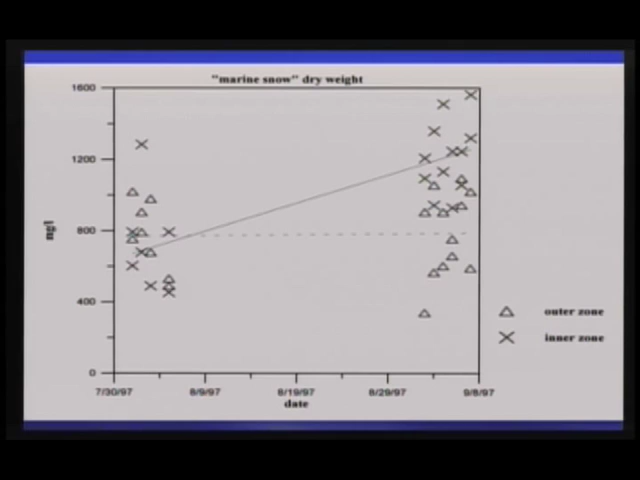 "marine snow" dry weight
1600
1200
800
400
0
ng/l
7/30/97 8/9/97 8/19/97 8/29/97 9/8/97
date
outer zone
inner zone